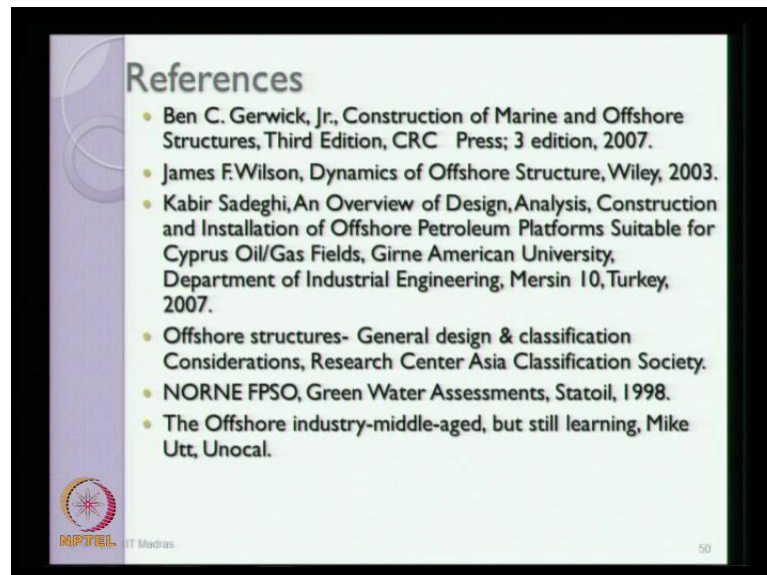 References
• Ben C. Gerwick, Jr., Construction of Marine and Offshore
Structures, Third Edition, CRC Press; 3 edition, 2007.
• James F. Wilson, Dynamics of Offshore Structure, Wiley, 2003.
• Kabir Sadeghi, An Overview of Design, Analysis, Construction
and Installation of Offshore Petroleum Platforms Suitable for
Cyprus Oil/Gas Fields, Girne American University,
Department of Industrial Engineering, Mersin 10, Turkey,
2007.
• Offshore structures- General design & classification
Considerations, Research Center Asia Classification Society.
• NORNE FPSO, Green Water Assessments, Statoil, 1998.
• The Offshore industry-middle-aged, but still learning, Mike
Utt, Unocal.
NPTEL IT Madras 50